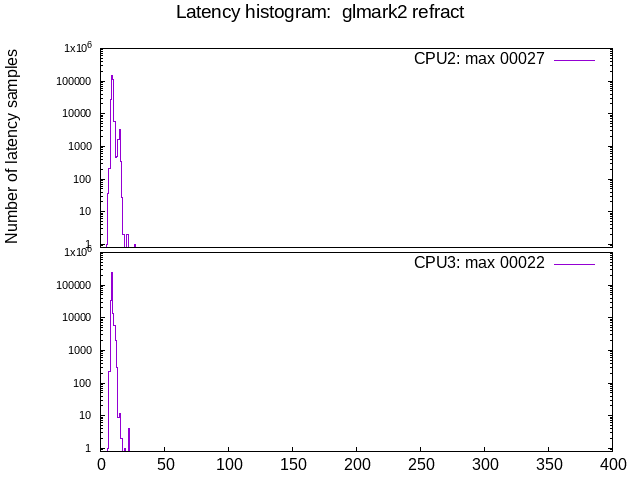 Latency histogram:  glmark2 refract
Number of latency samples
1x10^6
CPU2: max 00027
100000
10000
1000
100
10
1
1x10^6
CPU3: max 00022
100000
10000
1000
100
10
1
0 50 100 150 200 250 300 350 400